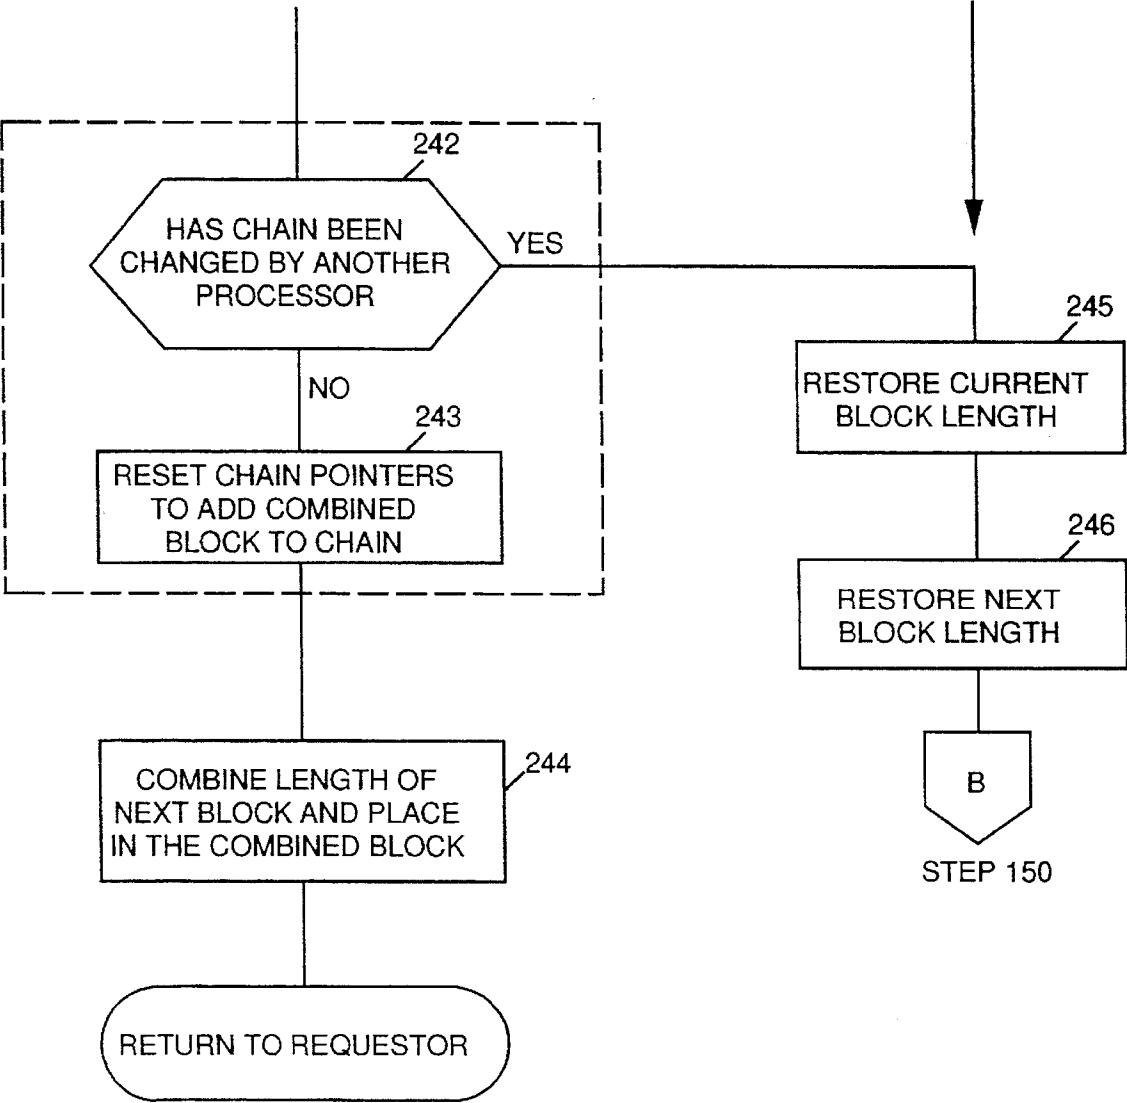 242
HAS CHAIN BEEN
CHANGED BY ANOTHER
PROCESSOR
YES
NO
243
RESET CHAIN POINTERS
TO ADD COMBINED
BLOCK TO CHAIN
244
COMBINE LENGTH OF
NEXT BLOCK AND PLACE
IN THE COMBINED BLOCK
RETURN TO REQUESTOR
245
RESTORE CURRENT
BLOCK LENGTH
246
RESTORE NEXT
BLOCK LENGTH
B
STEP 150